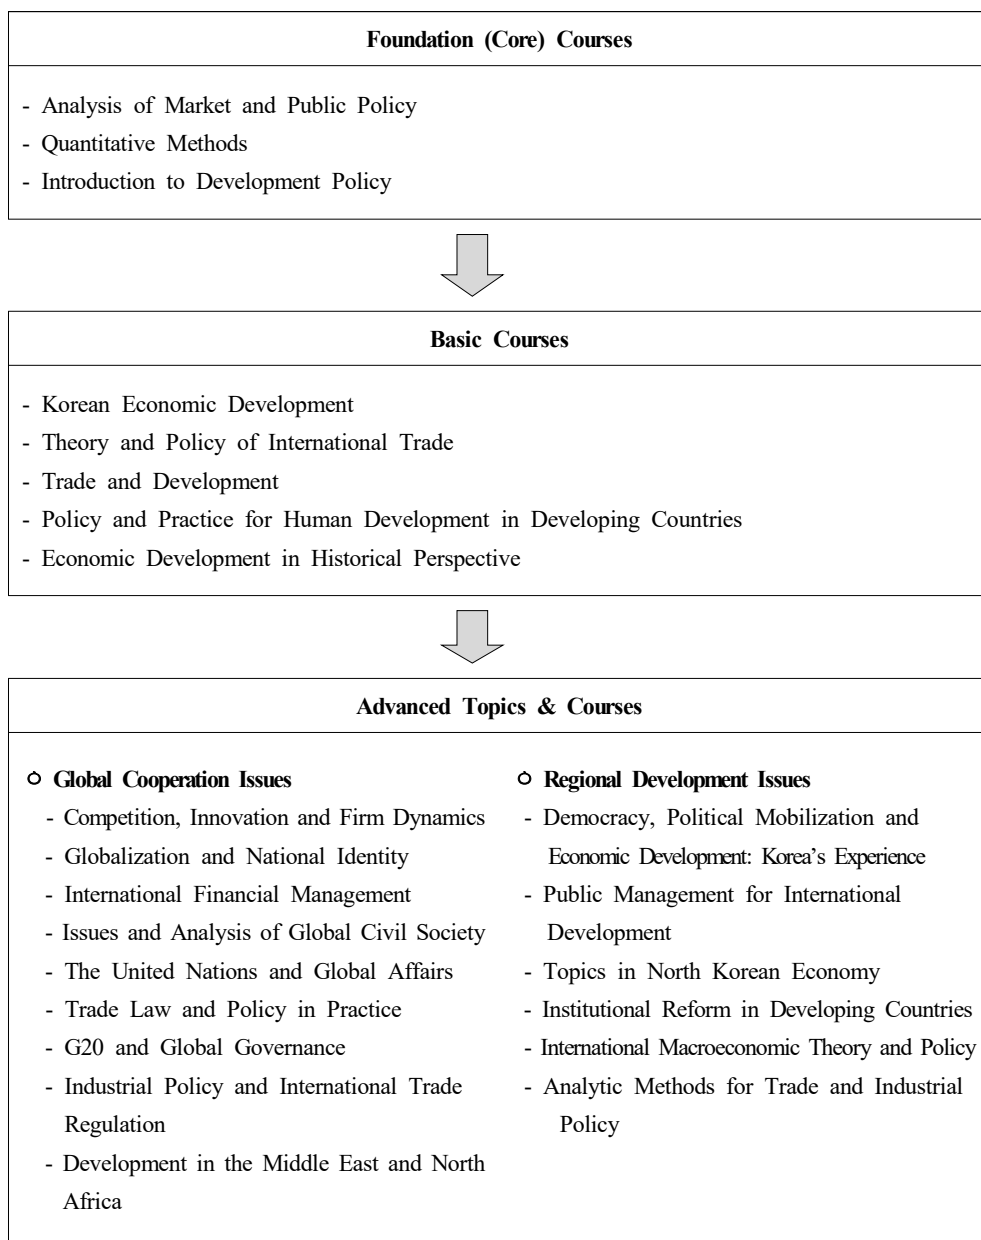 Foundation (Core) Courses
- Analysis of Market and Public Policy
- Quantitative Methods
- Introduction to Development Policy
Basic Courses
- Korean Economic Development
- Theory and Policy of International Trade
- Trade and Development
- Policy and Practice for Human Development in Developing Countries
- Economic Development in Historical Perspective
Advanced Topics & Courses
Global Cooperation Issues
- Competition, Innovation and Firm Dynamics
- Globalization and National Identity
- International Financial Management
- Issues and Analysis of Global Civil Society
- The United Nations and Global Affairs
- Trade Law and Policy in Practice
- G20 and Global Governance
- Industrial Policy and International Trade
Regulation
- Development in the Middle East and North
Africa
Regional Development Issues
- Democracy, Political Mobilization and
Economic Development: Korea's Experience
- Public Management for International
Development
- Topics in North Korean Economy
- Institutional Reform in Developing Countries
- International Macroeconomic Theory and Policy
- Analytic Methods for Trade and Industrial
Policy